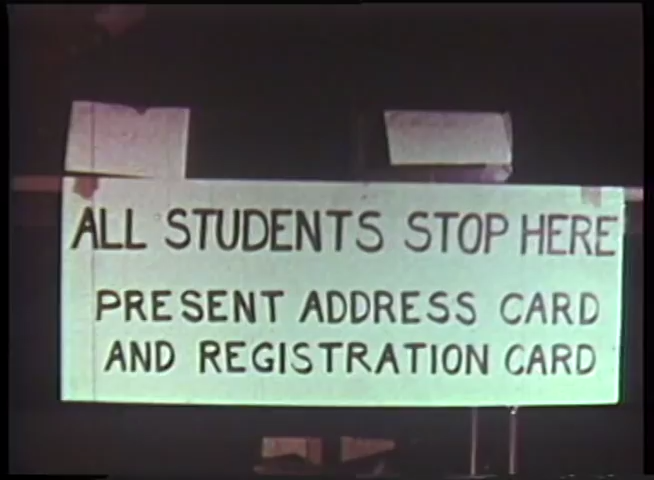 ALL STUDENTS STOP HERE
PRESENT ADDRESS CARD
AND REGISTRATION CARD